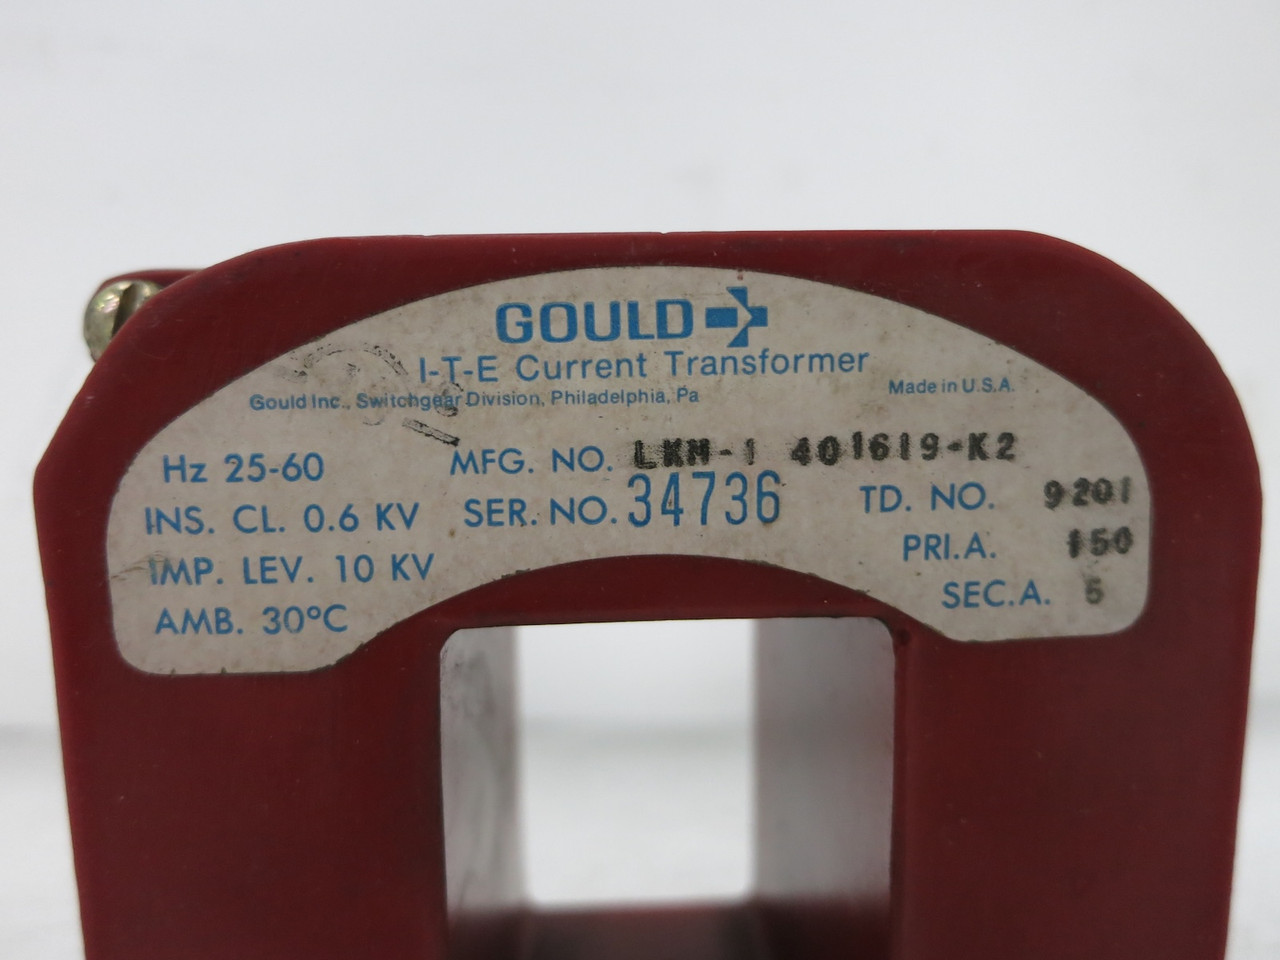 GOULD
I-T-E Current Transformer
Gould Inc., Switchgear Division, Philadelphia, Pa
Made in U.S.A.
Hz 25-60
MFG. NO. LKM-1 401619-K2
INS. CL. 0.6 KV
SER. NO. 34736
TD. NO. 9201
IMP. LEV. 10 KV
PRI.A. 150
AMB. 30°C
SEC.A. 5